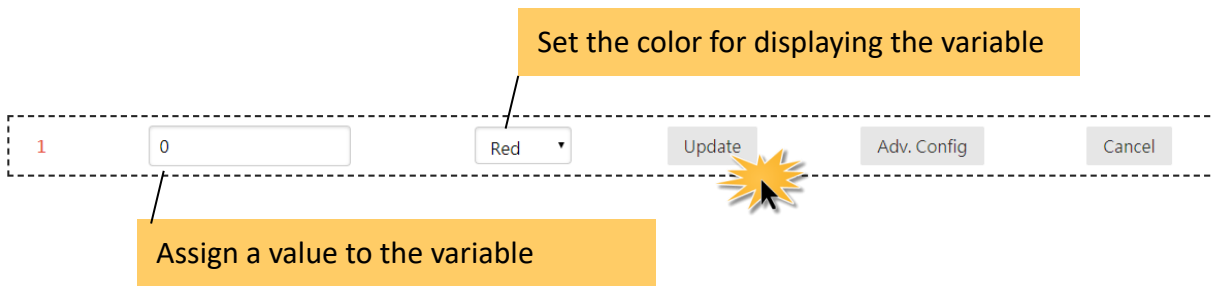 Set the color for displaying the variable
1 0 Red Update Adv. Config Cancel
Assign a value to the variable